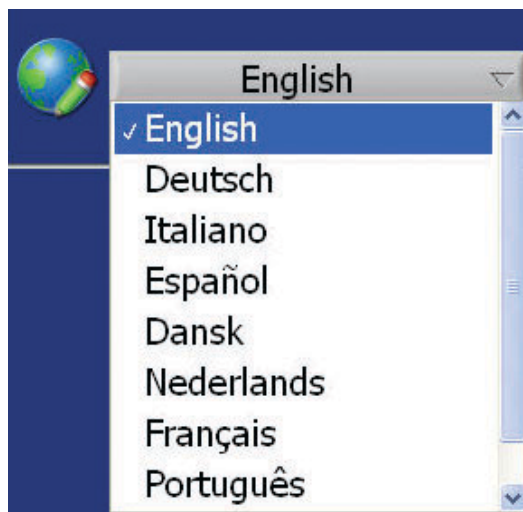 English
English
Deutsch
Italiano
Español
Dansk
Nederlands
Français
Português